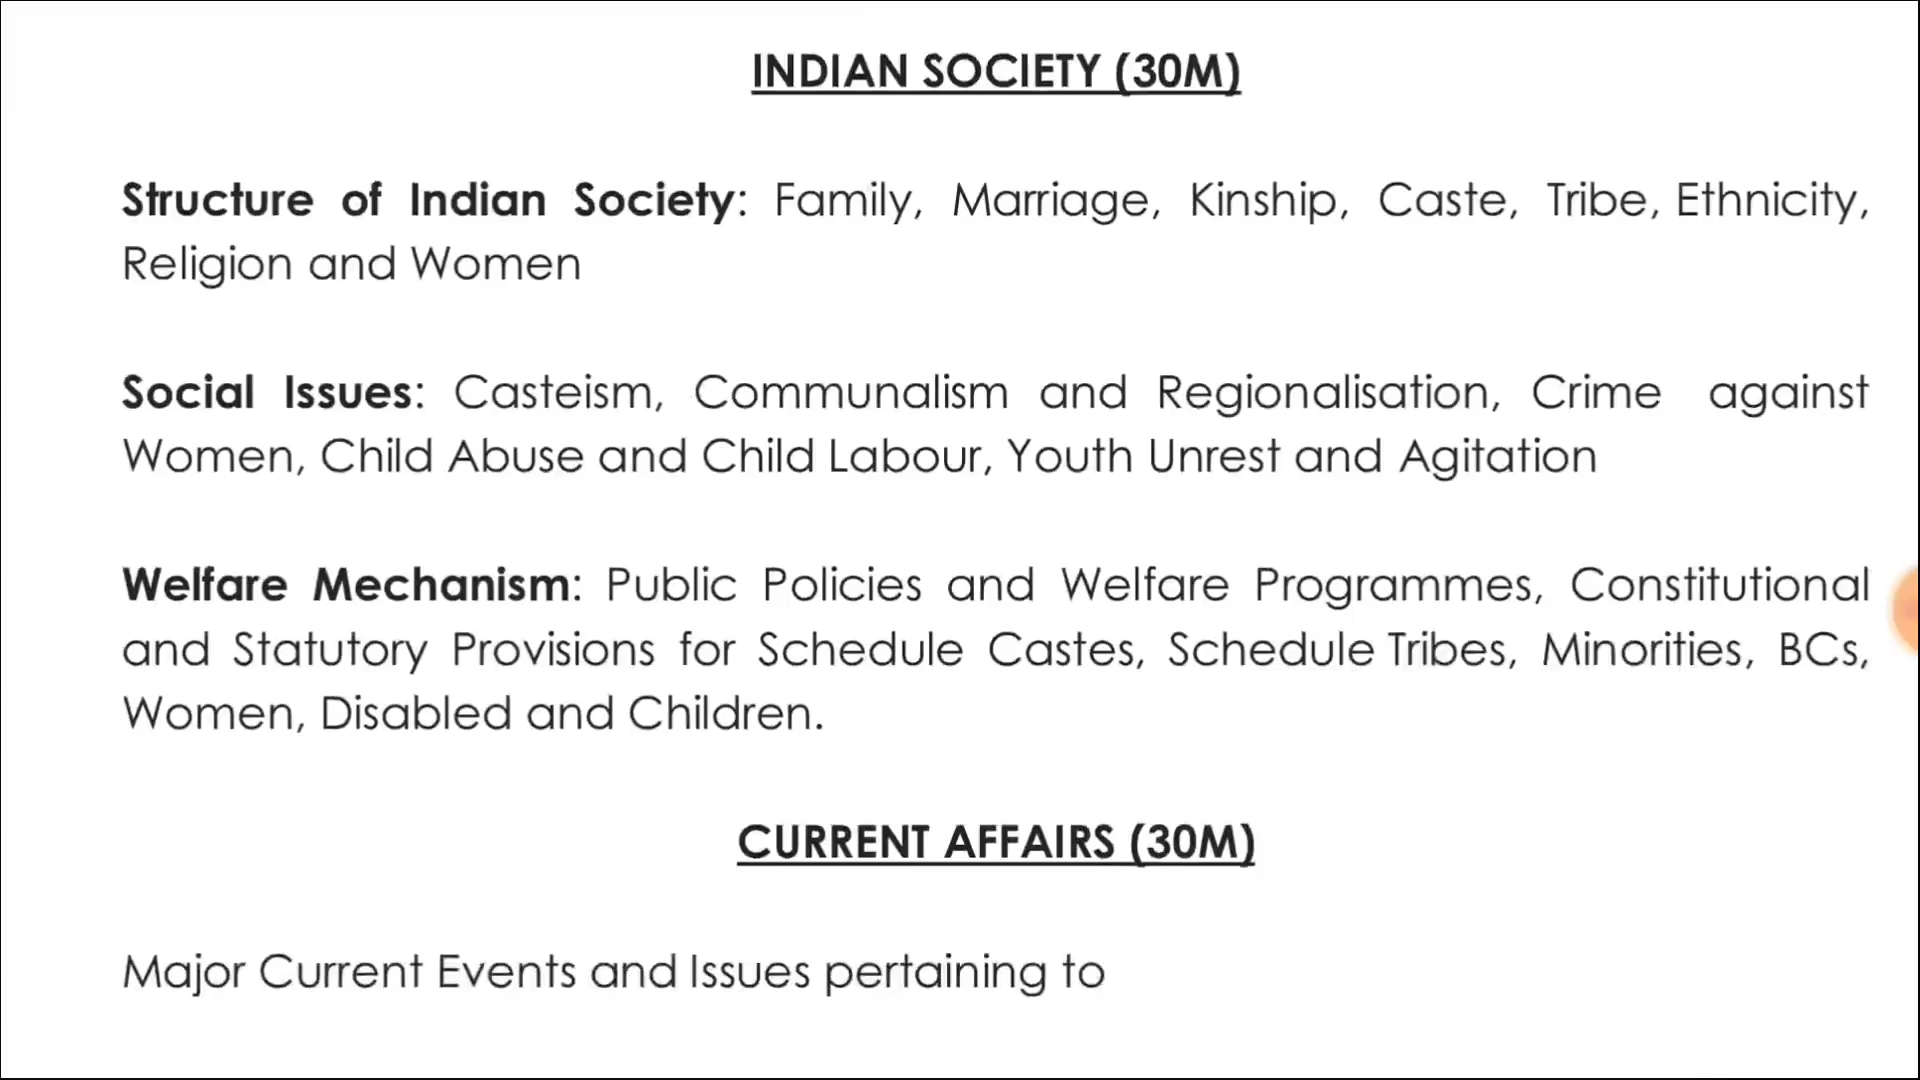 INDIAN SOCIETY (30M)
Structure of Indian Society: Family, Marriage, Kinship, Caste, Tribe, Ethnicity,
Religion and Women
Social Issues: Casteism, Communalism and Regionalisation, Crime against
Women, Child Abuse and Child Labour, Youth Unrest and Agitation
Welfare Mechanism: Public Policies and Welfare Programmes, Constitutional
and Statutory Provisions for Schedule Castes, Schedule Tribes, Minorities, BCs,
Women, Disabled and Children.
CURRENT AFFAIRS (30M)
Major Current Events and Issues pertaining to